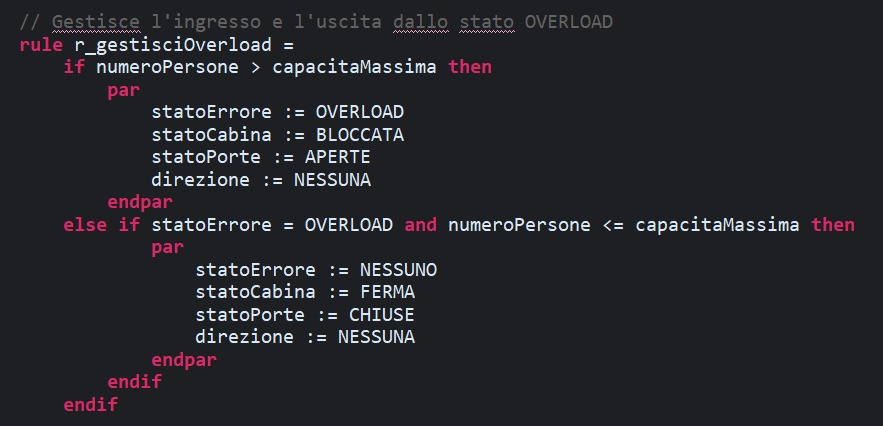 // Gestisce l'ingresso e l'uscita dallo stato OVERLOAD
rule r_gestisciOverload =
    if numeroPersone > capacitaMassima then
        par
            statoErrore := OVERLOAD
            statoCabina := BLOCCATA
            statoPorte := APERTE
            direzione := NESSUNA
        endpar
    else if statoErrore = OVERLOAD and numeroPersone <= capacitaMassima then
            par
                statoErrore := NESSUNO
                statoCabina := FERMA
                statoPorte := CHIUSE
                direzione := NESSUNA
            endpar
        endif
    endif